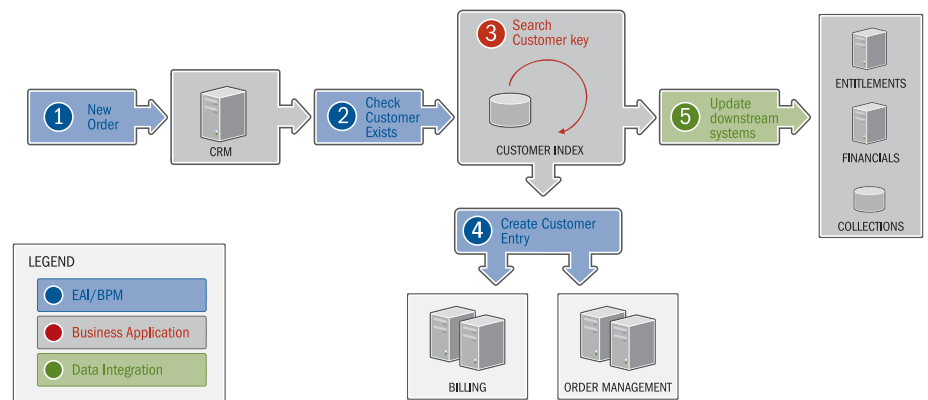 1
New
Order
CRM
2
Check
Customer
Exists
3
Search
Customer key
CUSTOMER INDEX
4
Create Customer
Entry
BILLING
ORDER MANAGEMENT
5
Update
downstream
systems
ENTITLEMENTS
FINANCIALS
COLLECTIONS
LEGEND
EAI/BPM
Business Application
Data Integration